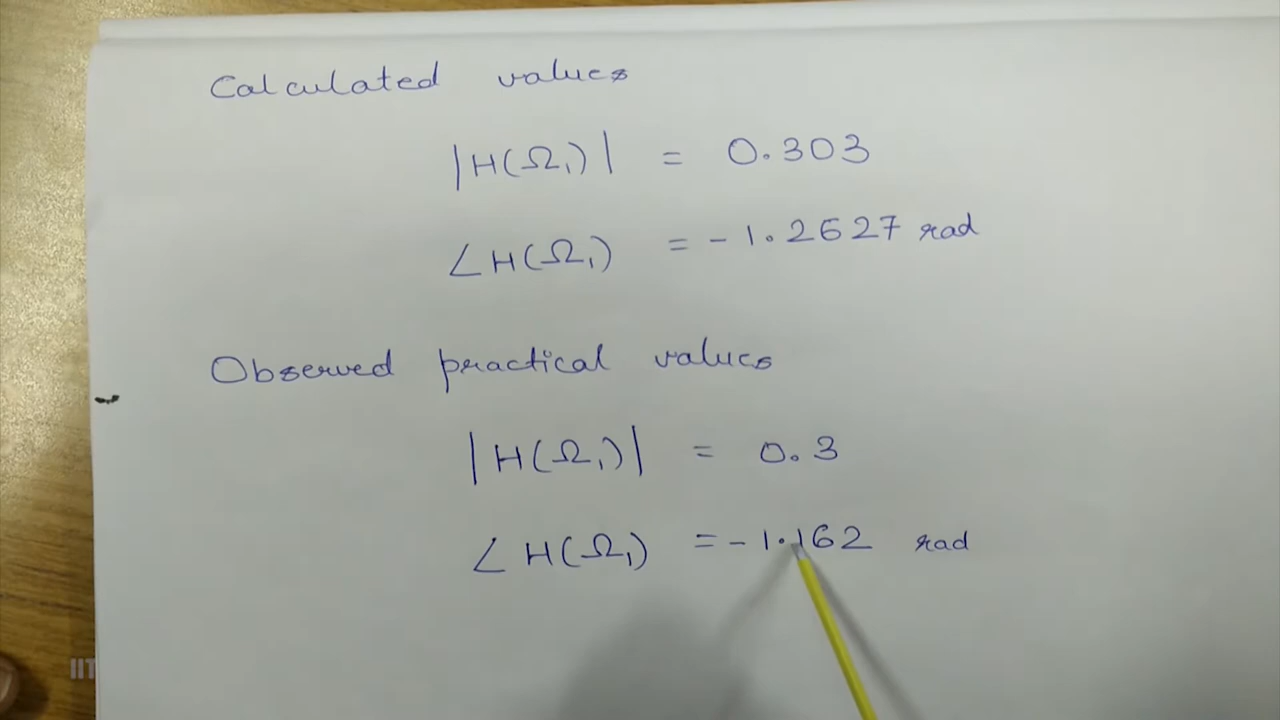 Calculated values
|H(Ω₁)| = 0.303
∠H(Ω₁) = -1.2627 rad
Observed practical values
|H(Ω₁)| = 0.3
∠H(Ω₁) = -1.162 rad
IIT